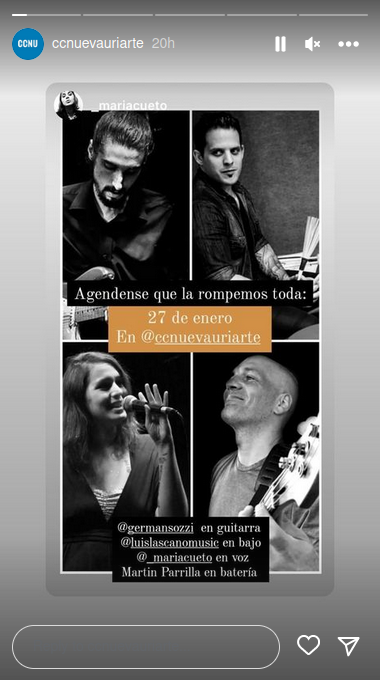 CCNU
ccnuevauriarte 20h
_mariacueto
Agendense que la rompemos toda:
27 de enero
En @ccnuevauriarte
@germansozzi en guitarra
@luislascanomusic en bajo
@_mariacueto en voz
Martin Parrilla en batería